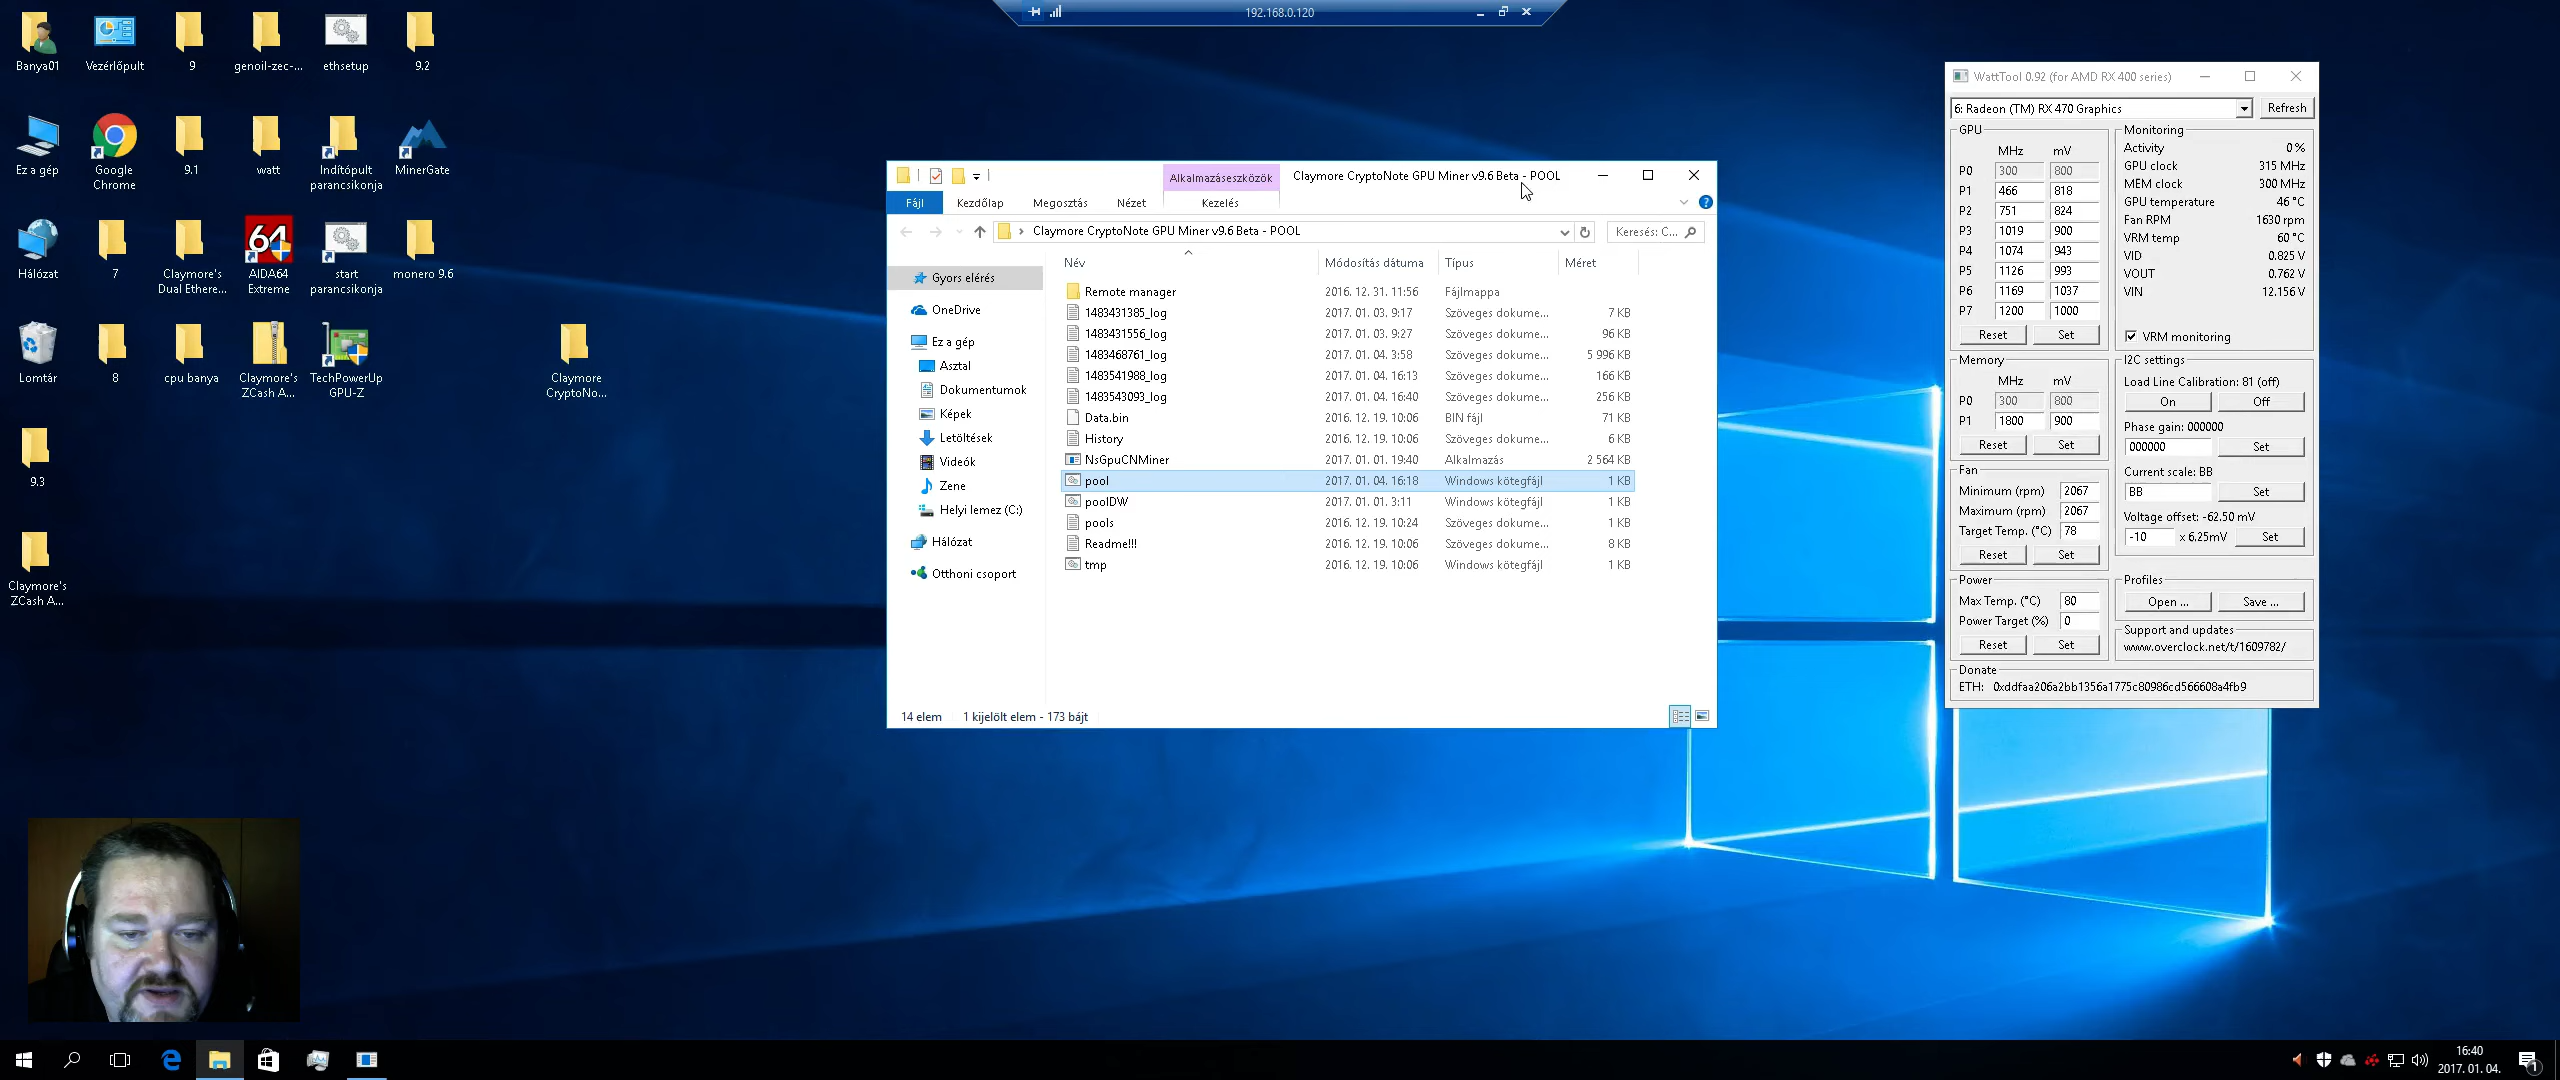 192.168.0.120
Banya01
Vezérlőpult
9
genoil-zec-...
ethsetup
9.2
Ez a gép
Google Chrome
9.1
watt
Indítópult parancsikonja
MinerGate
Hálózat
7
Claymore's Dual Ethere...
64
AIDA64 Extreme
start parancsikonja
monero 9.6
Lomtár
8
cpu banya
Claymore's ZCash A...
TechPowerUp GPU-Z
Claymore CryptoNo...
9.3
Claymore's ZCash A...
Alkalmazáseszközök
Claymore CryptoNote GPU Miner v9.6 Beta - POOL
Fájl Kezdőlap Megosztás Nézet Kezelés
Claymore CryptoNote GPU Miner v9.6 Beta - POOL
Keresés: C...
Gyors elérés
OneDrive
Ez a gép
Asztal
Dokumentumok
Képek
Letöltések
Videók
Zene
Helyi lemez (C:)
Hálózat
Otthoni csoport
Név Módosítás dátuma Típus Méret
Remote manager 2016. 12. 31. 11:56 Fájlmappa
1483431385_log 2017. 01. 03. 9:17 Szöveges dokume... 7 KB
1483431556_log 2017. 01. 03. 9:27 Szöveges dokume... 96 KB
1483468761_log 2017. 01. 04. 3:58 Szöveges dokume... 5 996 KB
1483541988_log 2017. 01. 04. 16:13 Szöveges dokume... 166 KB
1483543093_log 2017. 01. 04. 16:40 Szöveges dokume... 256 KB
Data.bin 2016. 12. 19. 10:06 BIN fájl 71 KB
History 2016. 12. 19. 10:06 Szöveges dokume... 6 KB
NsGpuCNMiner 2017. 01. 01. 19:40 Alkalmazás 2 564 KB
pool 2017. 01. 04. 16:18 Windows kötegfájl 1 KB
poolDW 2017. 01. 01. 3:11 Windows kötegfájl 1 KB
pools 2016. 12. 19. 10:24 Szöveges dokume... 1 KB
Readme!!! 2016. 12. 19. 10:06 Szöveges dokume... 8 KB
tmp 2016. 12. 19. 10:06 Windows kötegfájl 1 KB
14 elem 1 kijelölt elem - 173 bájt
WattTool 0.92 (for AMD RX 400 series)
6: Radeon (TM) RX 470 Graphics Refresh
GPU
MHz mV
P0 300 800
P1 466 818
P2 751 824
P3 1019 900
P4 1074 943
P5 1126 993
P6 1169 1037
P7 1200 1000
Reset Set
Memory
MHz mV
P0 300 800
P1 1800 900
Reset Set
Fan
Minimum (rpm) 2067
Maximum (rpm) 2067
Target Temp. (°C) 78
Reset Set
Power
Max Temp. (°C) 80
Power Target (%) 0
Reset Set
Monitoring
Activity 0 %
GPU clock 315 MHz
MEM clock 300 MHz
GPU temperature 46 °C
Fan RPM 1630 rpm
VRM temp 60 °C
VID 0.825 V
VOUT 0.762 V
VIN 12.156 V
VRM monitoring
I2C settings
Load Line Calibration: 81 (off)
On Off
Phase gain: 000000
000000 Set
Current scale: BB
BB Set
Voltage offset: -62.50 mV
-10 x 6,25mV Set
Profiles
Open ... Save ...
Support and updates
www.overclock.net/t/1609782/
Donate
ETH: 0xddfaa206a2bb1356a1775c80986cd566608a4fb9
16:40
2017. 01. 04.
1